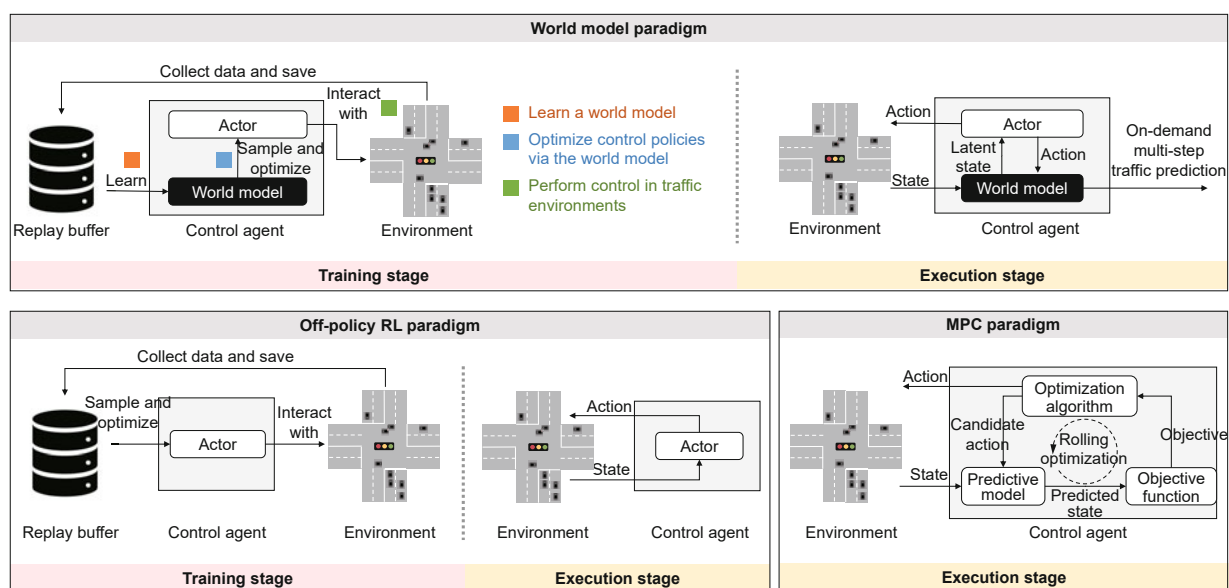 World model paradigm
Collect data and save
Interact
with
Actor
Sample and
optimize
Learn
World model
Replay buffer
Control agent
Environment
Learn a world model
Optimize control policies
via the world model
Perform control in traffic
environments
Training stage
Action
Actor
Latent
state
Action
State
World model
On-demand
multi-step
traffic prediction
Environment
Control agent
Execution stage
Off-policy RL paradigm
Collect data and save
Sample and
optimize
Actor
Interact
with
Replay buffer
Control agent
Environment
Training stage
Action
Actor
State
Environment
Control agent
Execution stage
MPC paradigm
Action
Optimization
algorithm
Candidate
action
Rolling
optimization
Objective
State
Predictive
model
Predicted
state
Objective
function
Environment
Control agent
Execution stage